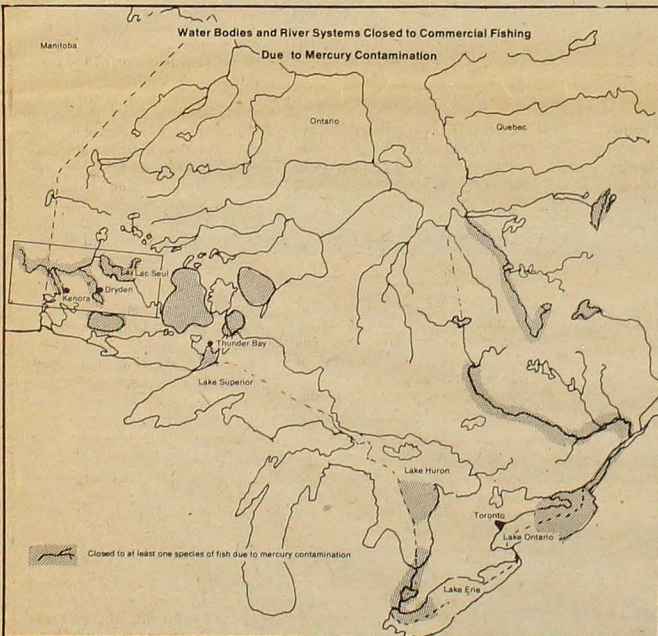 Water Bodies and River Systems Closed to Commercial Fishing
Due to Mercury Contamination
Manitoba
Ontario
Quebec
Lac Seul
Kenora
Dryden
Thunder Bay
Lake Superior
Lake Huron
Toronto
Lake Ontario
Closed to at least one species of fish due to mercury contamination
Lake Erie